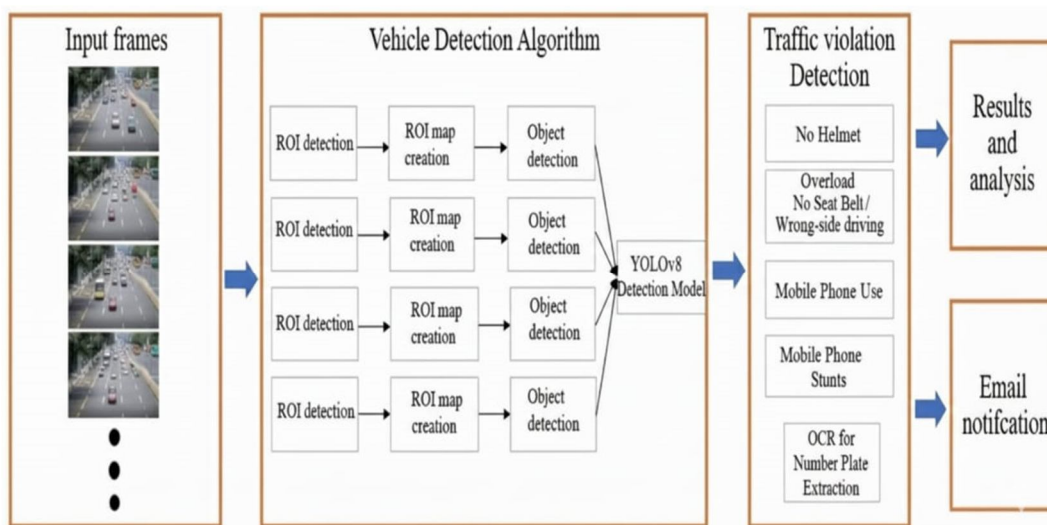 Input frames
Vehicle Detection Algorithm
ROI detection
ROI map
creation
Object
detection
ROI detection
ROI map
creation
Object
detection
ROI detection
ROI map
creation
Object
detection
ROI detection
ROI map
creation
Object
detection
YOLOv8
Detection Model
Traffic violation
Detection
No Helmet
Overload
No Seat Belt/
Wrong-side driving
Mobile Phone Use
Mobile Phone
Stunts
OCR for
Number Plate
Extraction
Results
and
analysis
Email
notifcation